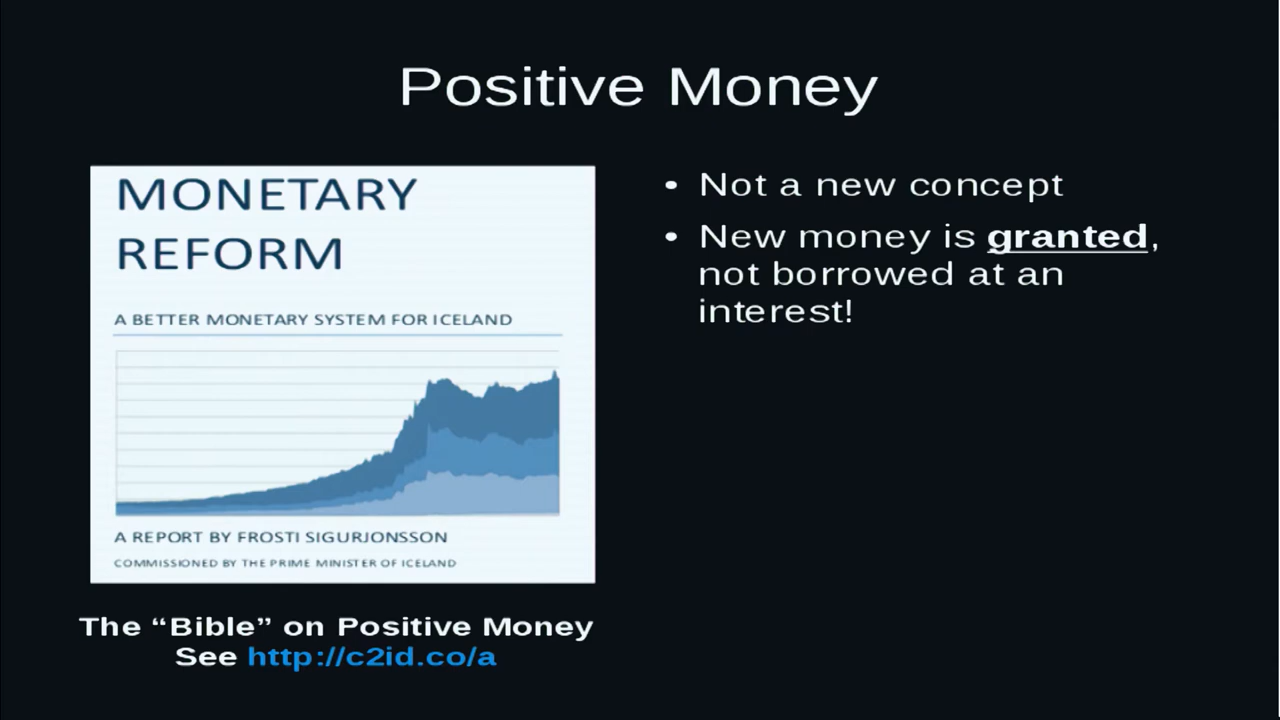 Positive Money
MONETARY
REFORM
A BETTER MONETARY SYSTEM FOR ICELAND
A REPORT BY FROSTI SIGURJONSSON
COMMISSIONED BY THE PRIME MINISTER OF ICELAND
The “Bible” on Positive Money
See http://c2id.co/a
• Not a new concept
• New money is granted,
not borrowed at an
interest!